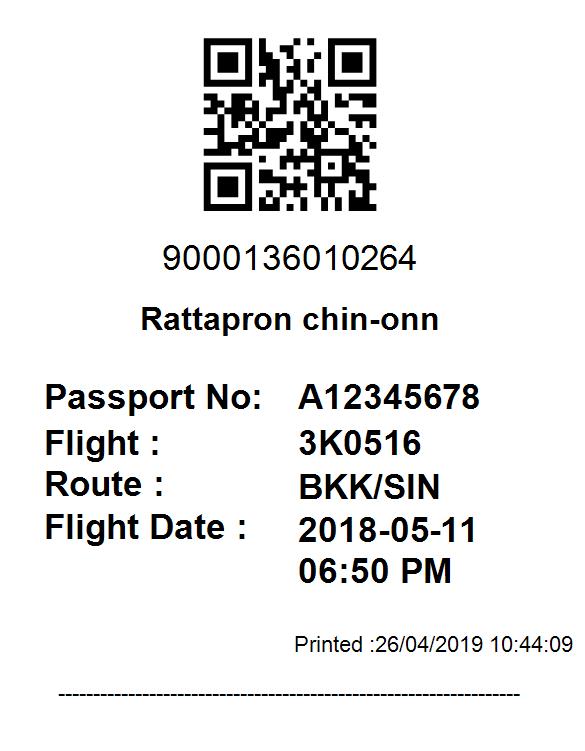 9000136010264
Rattapron chin-onn
Passport No: A12345678
Flight : 3K0516
Route : BKK/SIN
Flight Date : 2018-05-11
06:50 PM
Printed :26/04/2019 10:44:09
-----------------------------------------------------------------